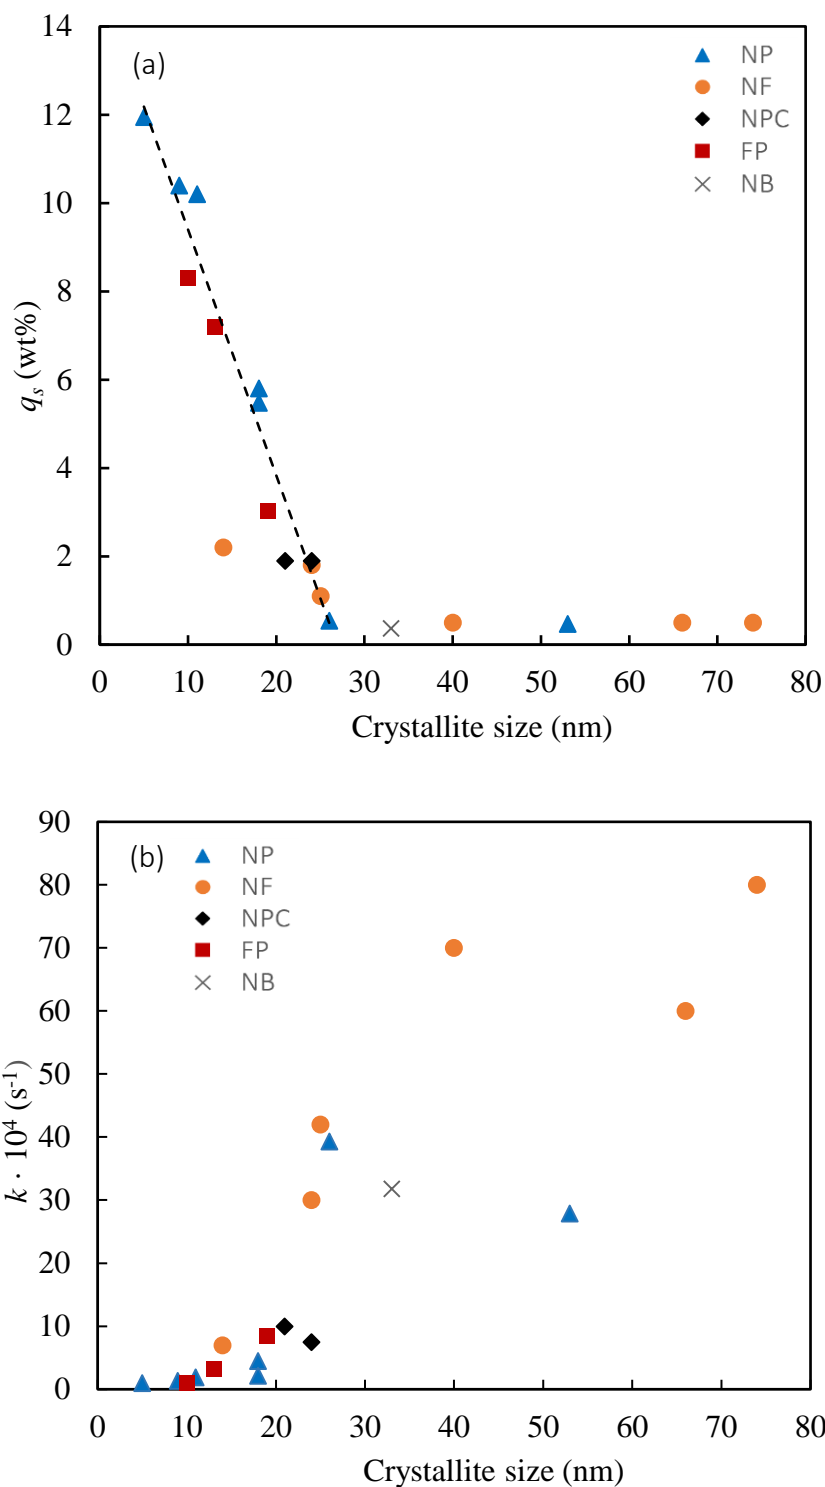 14
(a)
NP
NF
12
NPC
FP
NB
10
8
q_s (wt%)
6
4
2
0
0 10 20 30 40 50 60 70 80
Crystallite size (nm)
90
(b)
NP
80
NF
NPC
70
FP
NB
60
50
k · 10⁴ (s⁻¹)
40
30
20
10
0
0 10 20 30 40 50 60 70 80
Crystallite size (nm)